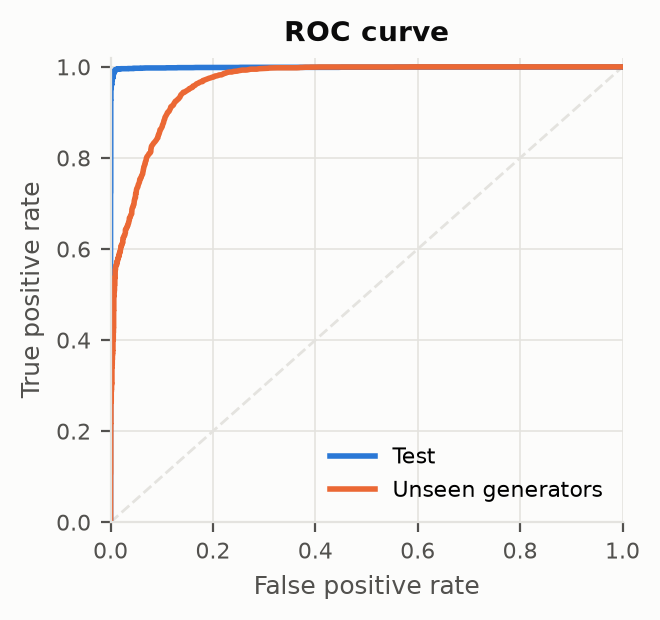 ROC curve
1.0
0.8
0.6
0.4
0.2
0.0
True positive rate
Test
Unseen generators
0.0 0.2 0.4 0.6 0.8 1.0
False positive rate